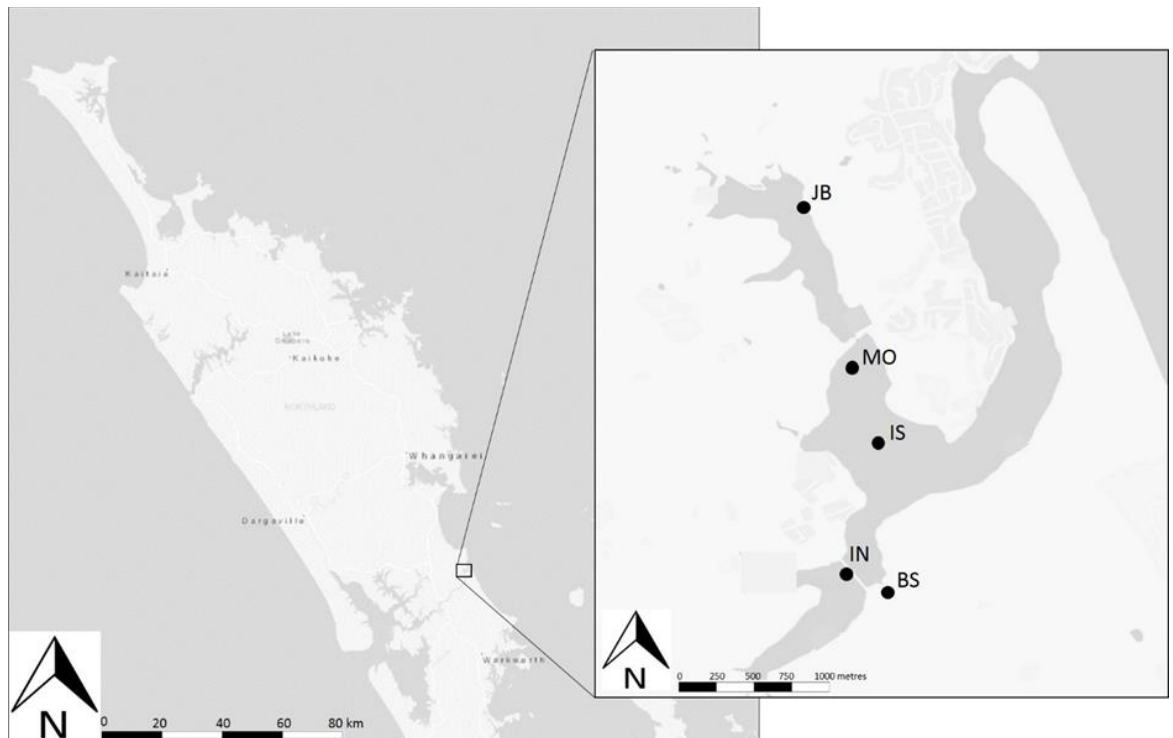 Kaitaia
Kaikohe
NORTHLAND
Whangarei
Dargaville
Warkworth
N
0 20 40 60 80 km
JB
MO
IS
IN
BS
N
0 250 500 750 1000 metres